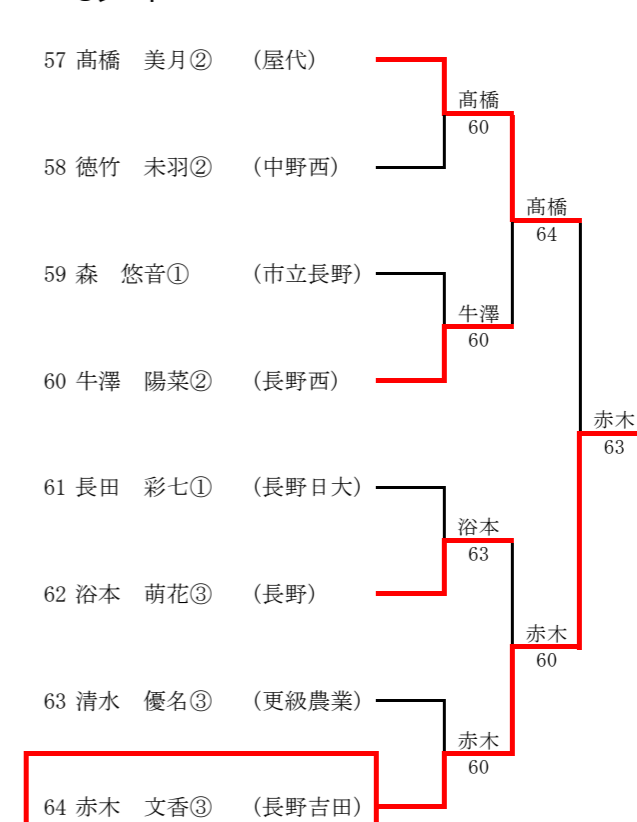 57 髙橋　美月②　(屋代)
髙橋
60
58 徳竹　未羽②　(中野西)
髙橋
64
59 森　悠音①　(市立長野)
牛澤
60
60 牛澤　陽菜②　(長野西)
赤木
63
61 長田　彩七①　(長野日大)
浴本
63
62 浴本　萌花③　(長野)
赤木
60
63 清水　優名③　(更級農業)
赤木
60
64 赤木　文香③　(長野吉田)